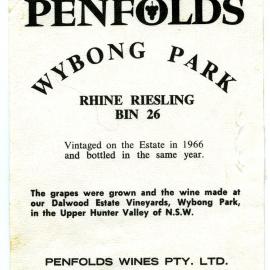 PENFOLDS
WYBONG PARK
RHINE RIESLING
BIN 26
Vintaged on the Estate in 1966
and bottled in the same year.
The grapes were grown and the wine made at
our Dalwood Estate Vineyards, Wybong Park,
in the Upper Hunter Valley of N.S.W.
PENFOLDS WINES PTY. LTD.